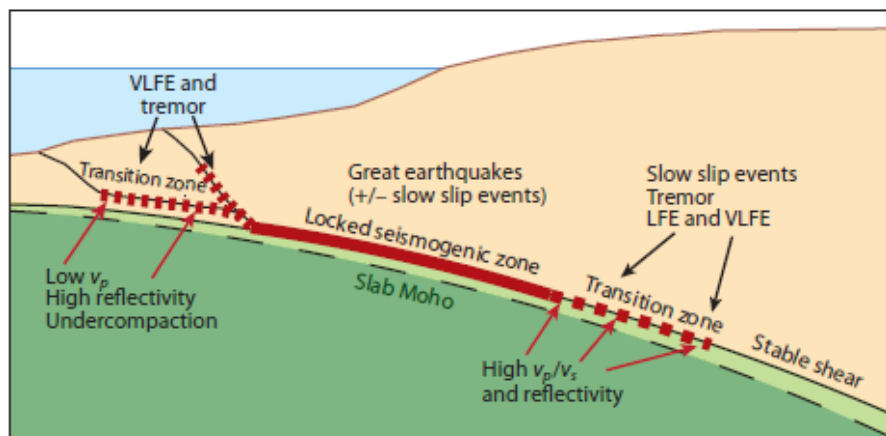 VLFE and
tremor
Transition zone
Great earthquakes
(+/– slow slip events)
Slow slip events
Tremor
LFE and VLFE
Locked seismogenic zone
Low vₚ
High reflectivity
Undercompaction
Slab Moho
Transition zone
Stable shear
High vₚ/vₛ
and reflectivity